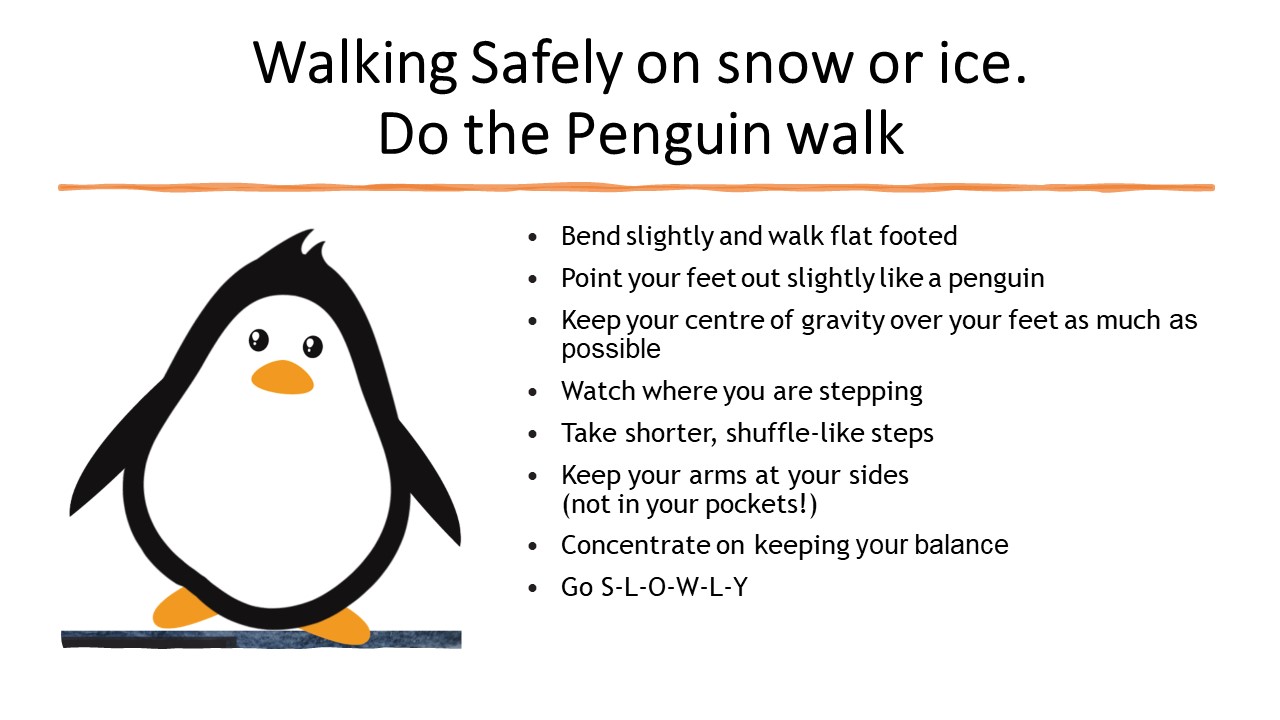 Walking Safely on snow or ice.
Do the Penguin walk
• Bend slightly and walk flat footed
• Point your feet out slightly like a penguin
• Keep your centre of gravity over your feet as much as
possible
• Watch where you are stepping
• Take shorter, shuffle-like steps
• Keep your arms at your sides
(not in your pockets!)
• Concentrate on keeping your balance
• Go S-L-O-W-L-Y